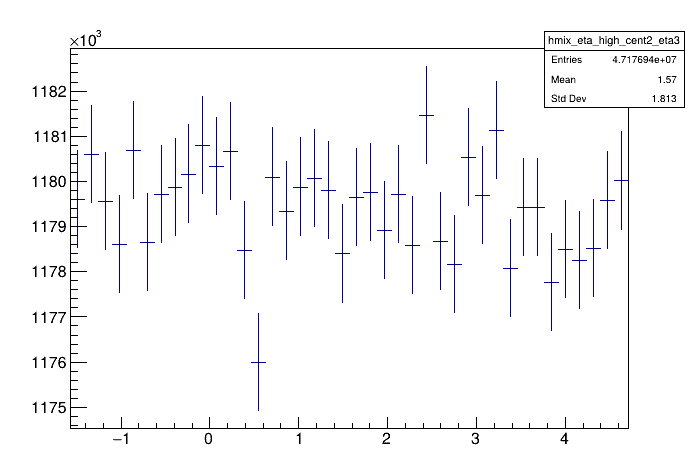 ×10³
hmix_eta_high_cent2_eta3
Entries 4.717694e+07
Mean 1.57
Std Dev 1.813
1182
1181
1180
1179
1178
1177
1176
1175
−1 0 1 2 3 4